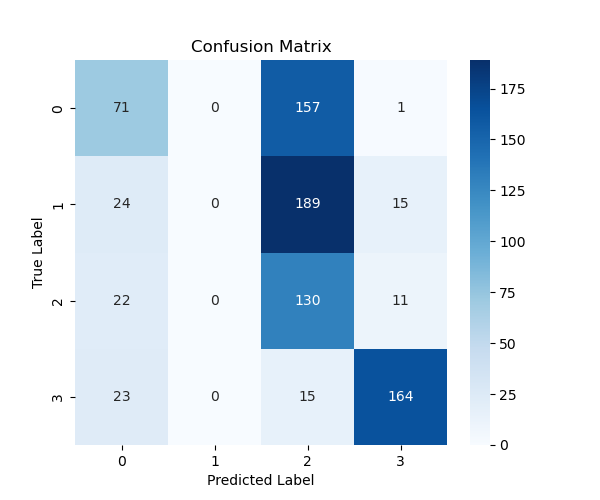 Confusion Matrix
True Label
0 71 0 157 1
1 24 0 189 15
2 22 0 130 11
3 23 0 15 164
0 1 2 3
Predicted Label
175
150
125
100
75
50
25
0